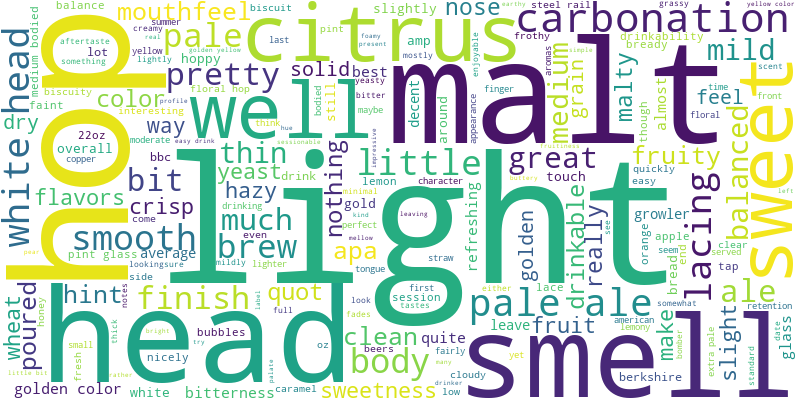 light
malt
head
smell
citrus
gold
well
sweet
carbonation
pale ale
pale
pretty
smooth
white head
mouthfeel
nose
mild
medium
grain
malty
feel
solid
best
hoppy
slightly
amp
decent
around
still
bit
way
thin
yeast
little
great
touch
fruity
balanced
lacing
color
flavors
dry
overall
22oz
copper
interesting
faint
biscuity
medium bodied
balance
lot
aftertaste
something
creamy
real
summer
yellow
lightly
biscuit
last
pint
foamy
present
golden yellow
floral hop
think
hue
bodied
bitter
maybe
sessionable
impressive
mostly
finger
frothy
steel rail
drinkability
bready
aromas
appearance
enjoyable
simple
earthy
grassy
yellow color
scent
front
time
floral
almost
though
crisp
bbc
moderate
profile
easy drink
hazy
drink
lemon
character
minimal
kind
perfect
mellow
leaving
buttery
fruitiness
quickly
easy
much
drinking
even
nothing
apa
brew
average
come
lookingsure
side
mildly
lighter
tongue
straw
refreshing
golden
drinkable
really
orange
see
growler
apple
bread
end
seem
served
clear
tap
left
hint
finish
quot
full
look
first
session
tastes
fades
lace
either
ale
wheat
poured
pint glass
honey
notes
thick
pear
little bit
small
fresh
bright
rather
try
nicely
bubbles
label
oz
palate
clean
body
beers
quite
fairly
many
yet
leave
fruit
american
lemony
make
extra pale
bomber
slight
somewhat
retention
standard
date
glass
golden color
white
bitterness
caramel
sweetness
cloudy
low
drinker
berkshire